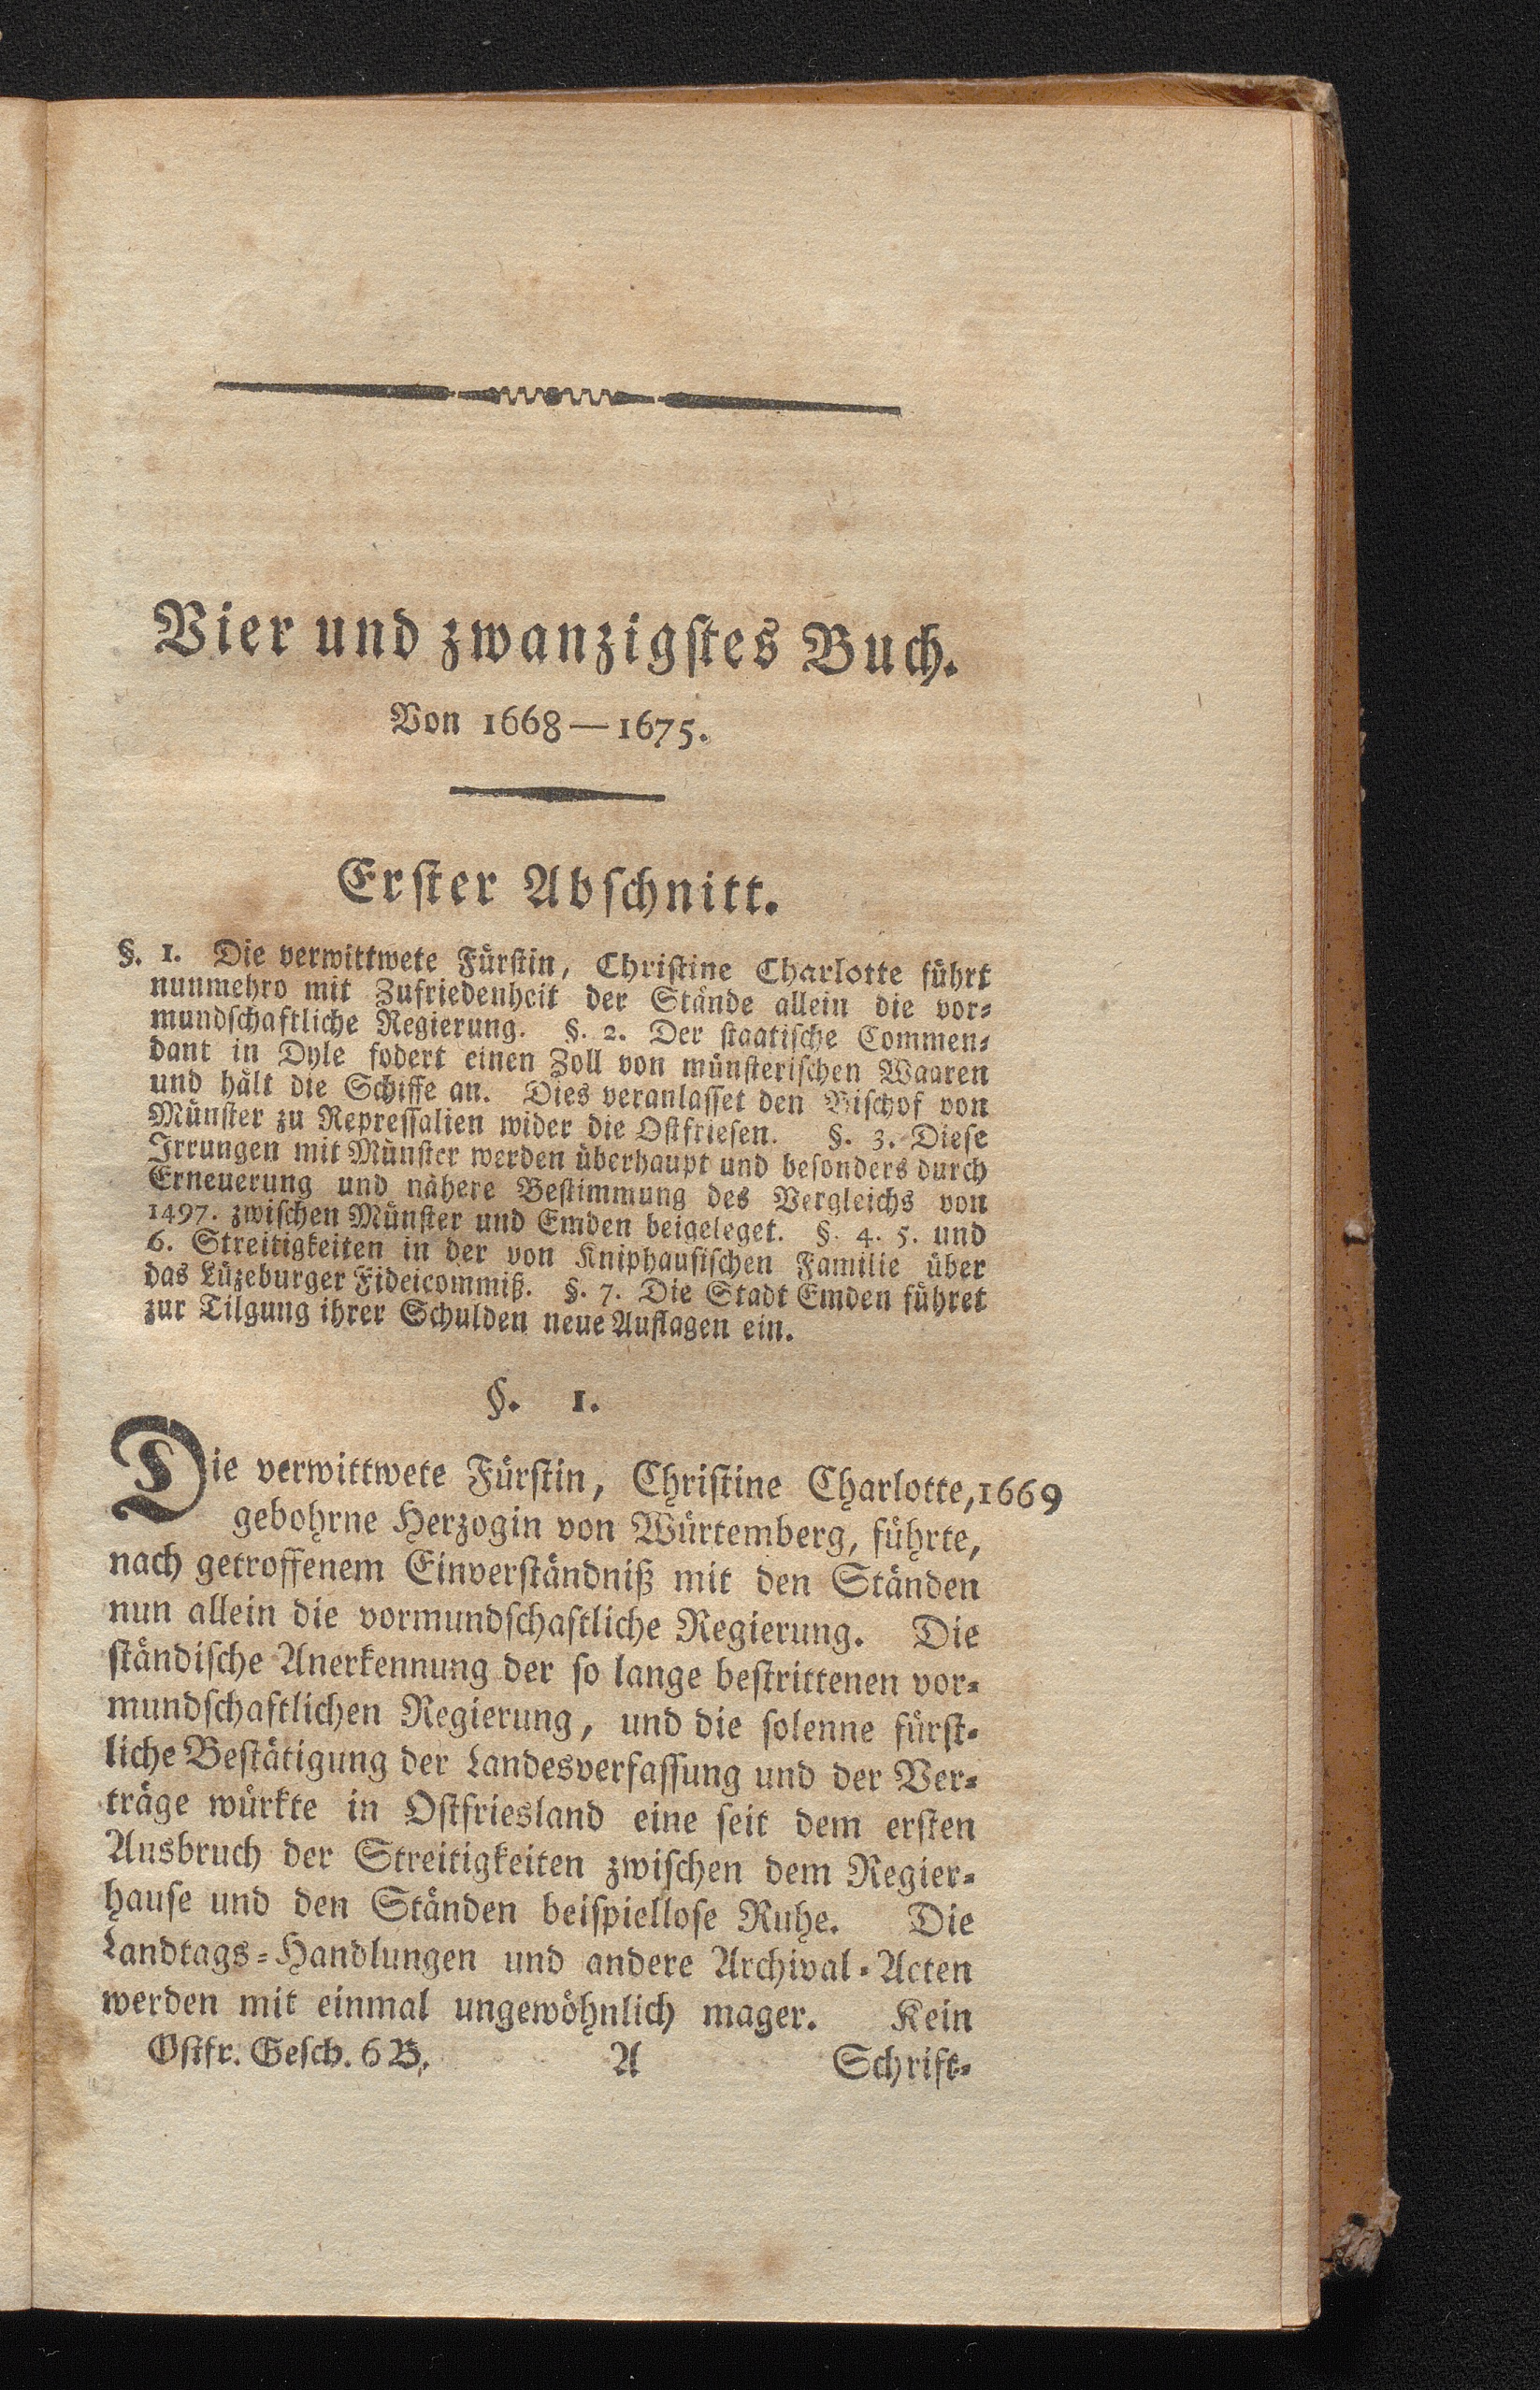 Vier und zwanzigſtes Buch.
Von 1668—1675.
Erſter Abſchnitt.
§. 1. Die verwittwete Fürſtin, Chriſtine Charlotte führt
nunmehro mit Zufriedenheit der Stände allein die vor⸗
mundſchaftliche Regierung. §. 2. Der ſtaatiſche Commen⸗
dant in Dyle fodert einen Zoll von münſteriſchen Waaren
und hält die Schiffe an. Dies veranlaſſet den Biſchof von
Münſter zu Repreſſalien wider die Oſtfrieſen. §. 3. Dieſe
Irrungen mit Münſter werden überhaupt und beſonders durch
Erneuerung und nähere Beſtimmung des Vergleichs von
1497. zwiſchen Münſter und Emden beigeleget. §. 4. 5. und
6. Streitigkeiten in der von Kniphauſiſchen Familie über
das Lüzeburger Fideicommiß. §. 7. Die Stadt Emden führet
zur Tilgung ihrer Schulden neue Auflagen ein.
§. 1.
Die verwittwete Fürſtin, Chriſtine Charlotte, 1669
gebohrne Herzogin von Würtemberg, führte,
nach getroffenem Einverſtändniß mit den Ständen
nun allein die vormundſchaftliche Regierung. Die
ſtändiſche Anerkennung der ſo lange beſtrittenen vor⸗
mundſchaftlichen Regierung, und die ſolenne fürſt⸗
liche Beſtätigung der Landesverfaſſung und der Ver⸗
träge würkte in Oſtfriesland eine ſeit dem erſten
Ausbruch der Streitigkeiten zwiſchen dem Regier⸗
hauſe und den Ständen beiſpielloſe Ruhe. Die
Landtags⸗Handlungen und andere Archival⸗Acten
werden mit einmal ungewöhnlich mager. Kein
Oſtfr. Geſch. 6 B. A Schrift⸗